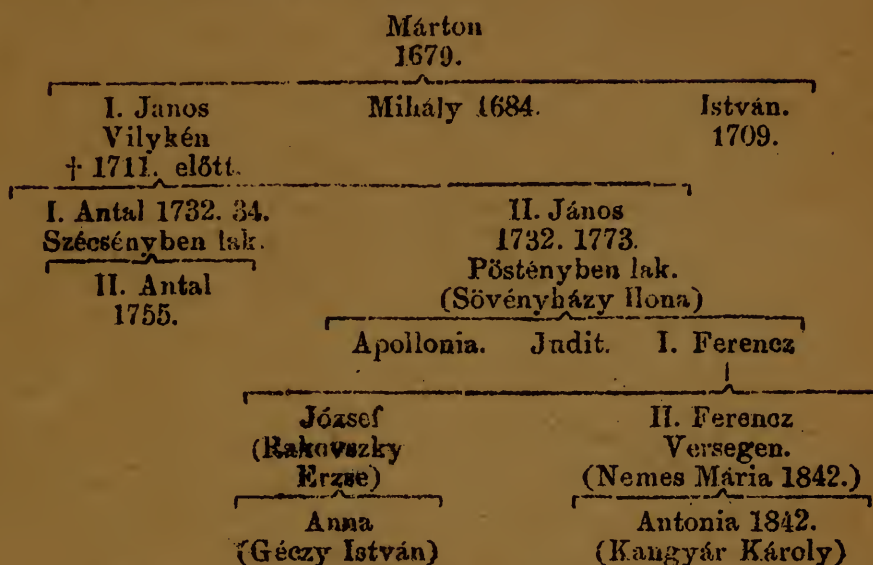 Márton
1679.
I. Janos Mihály 1684. István.
Vilykén 1709.
† 1711. előtt.
I. Antal 1732. 34. II. János
Szécsényben lak. 1732. 1773.
II. Antal Pöstényben lak.
1755. (Sövényházy Ilona)
Apollonia. Judit. I. Ferencz
József II. Ferencz
(Rakovszky Versegen.
Erzse) (Nemes Mária 1842.)
Anna Antonia 1842.
(Géczy István) (Kangyár Károly)